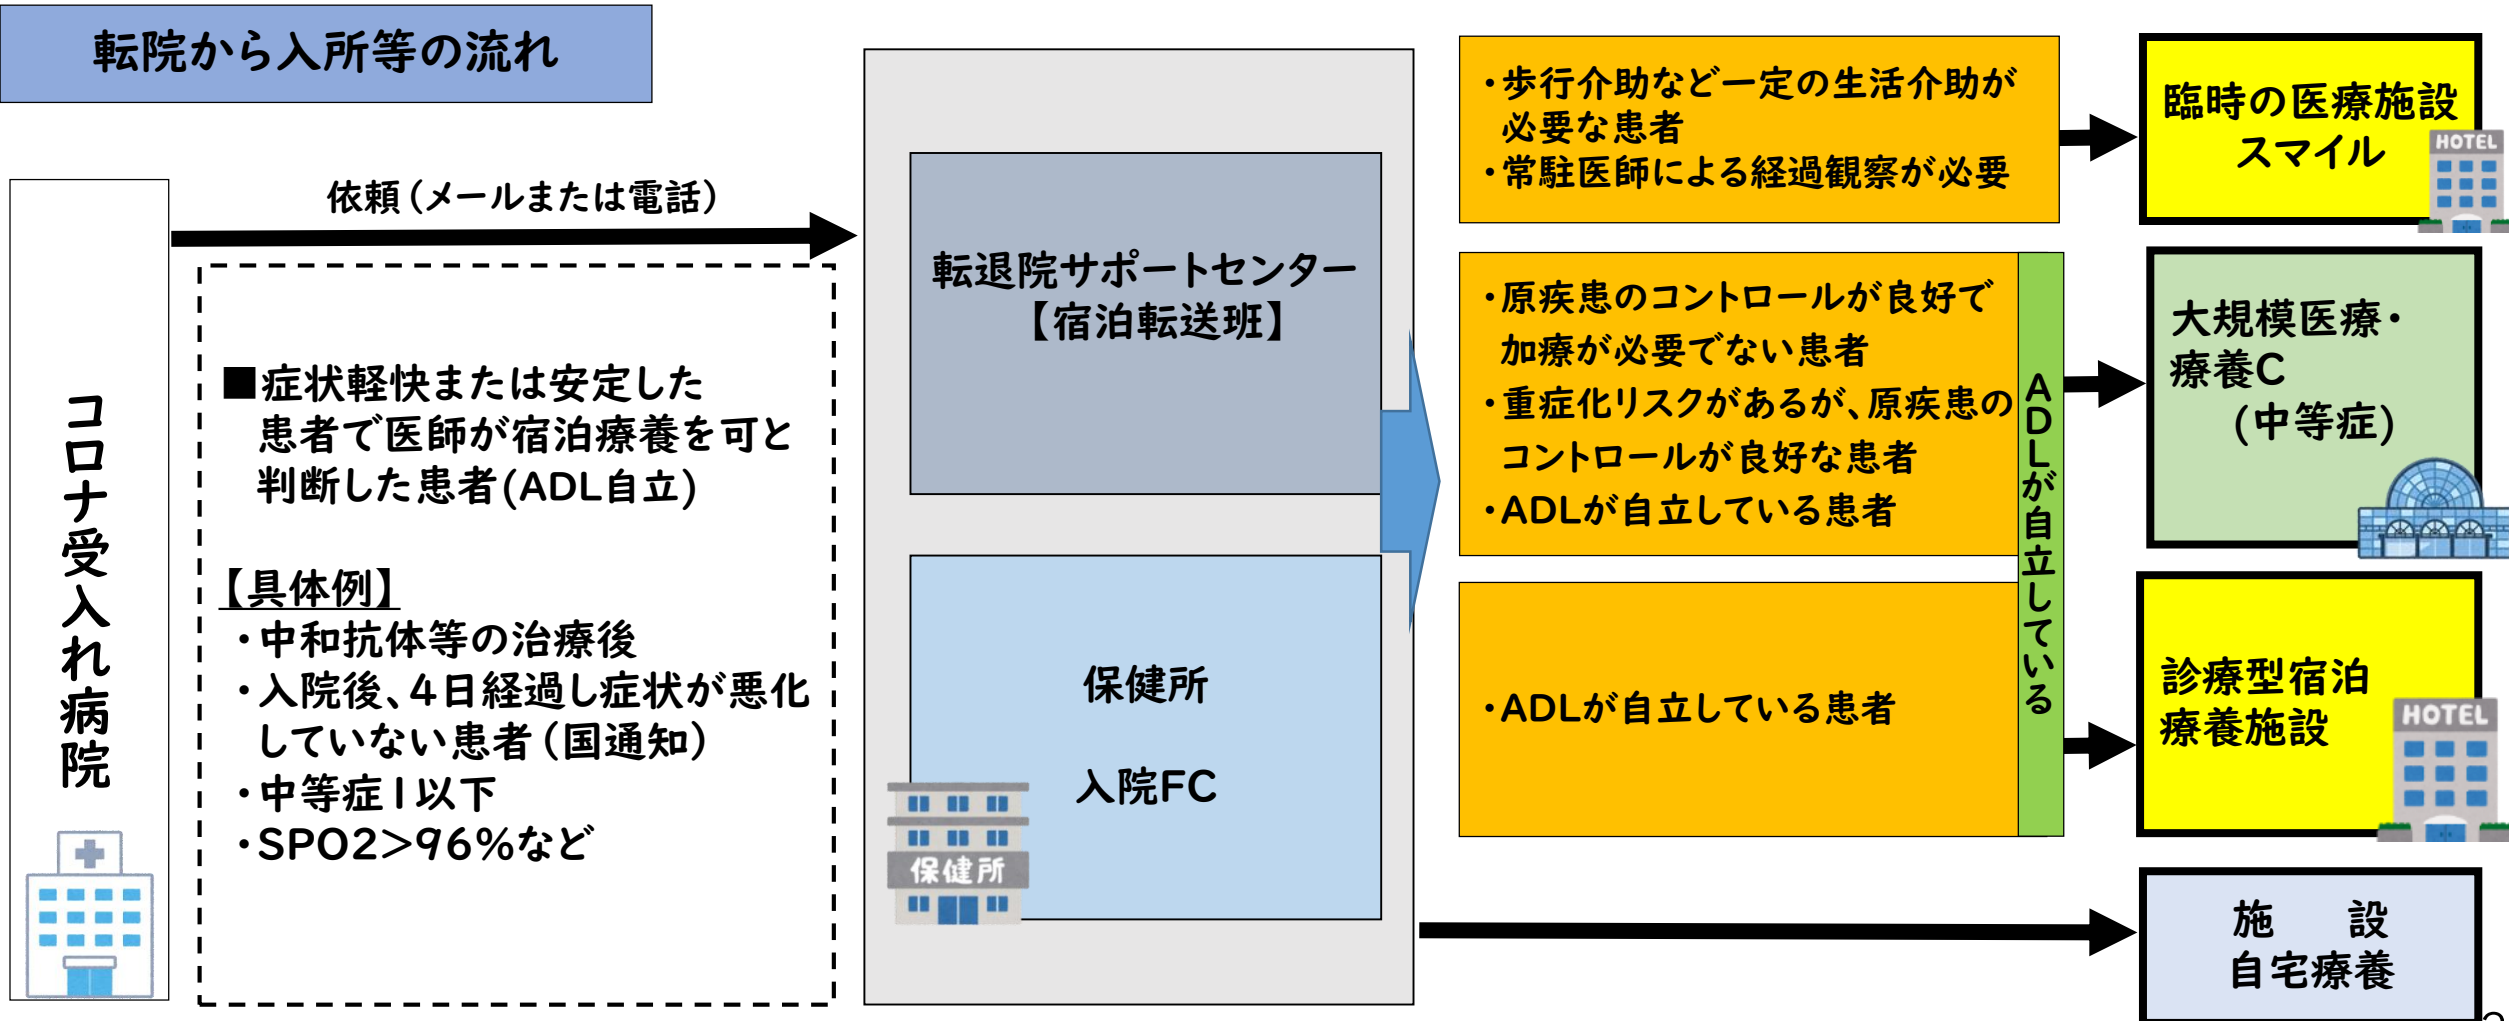 転院から入所等の流れ
コロナ受入れ病院
依頼（メールまたは電話）
■症状軽快または安定した
患者で医師が宿泊療養を可と
判断した患者(ADL自立)
【具体例】
・中和抗体等の治療後
・入院後、4日経過し症状が悪化
していない患者（国通知）
・中等症Ⅰ以下
・SPO2＞96%など
転退院サポートセンター
【宿泊転送班】
保健所
入院FC
保健所
・歩行介助など一定の生活介助が
必要な患者
・常駐医師による経過観察が必要
・原疾患のコントロールが良好で
加療が必要でない患者
・重症化リスクがあるが、原疾患の
コントロールが良好な患者
・ADLが自立している患者
・ADLが自立している患者
ADLが自立している
臨時の医療施設
スマイル
HOTEL
大規模医療・
療養C
(中等症)
診療型宿泊
療養施設
HOTEL
施　設
自宅療養